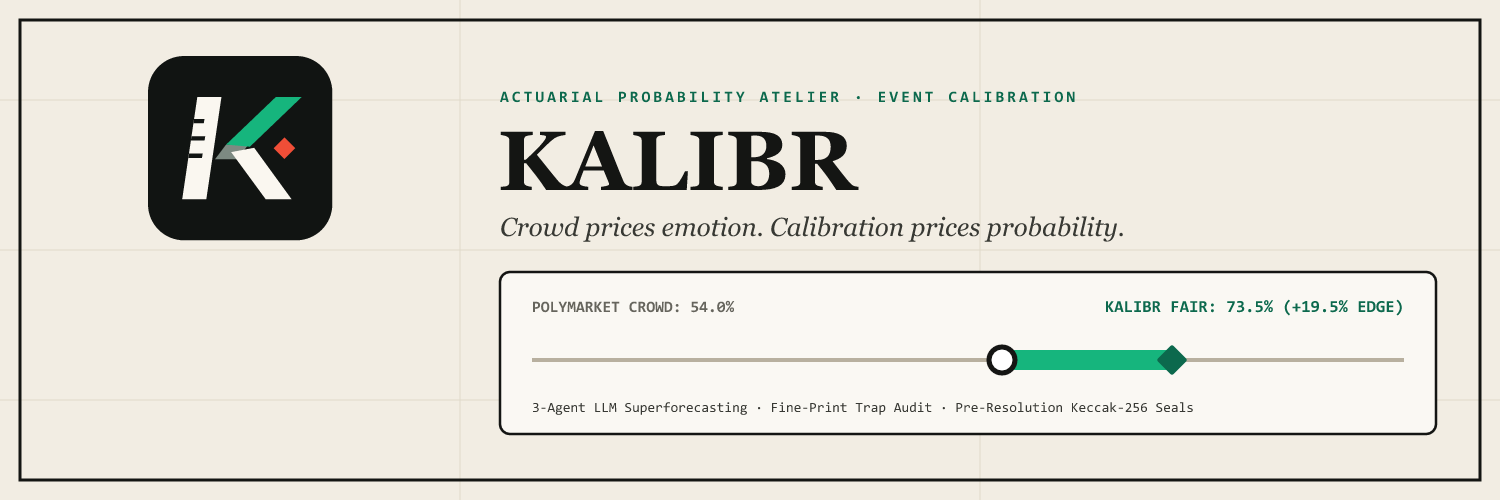 K
ACTUARIAL PROBABILITY ATELIER · EVENT CALIBRATION
KALIBR
Crowd prices emotion. Calibration prices probability.
POLYMARKET CROWD: 54.0%
KALIBR FAIR: 73.5% (+19.5% EDGE)
3-Agent LLM Superforecasting · Fine-Print Trap Audit · Pre-Resolution Keccak-256 Seals